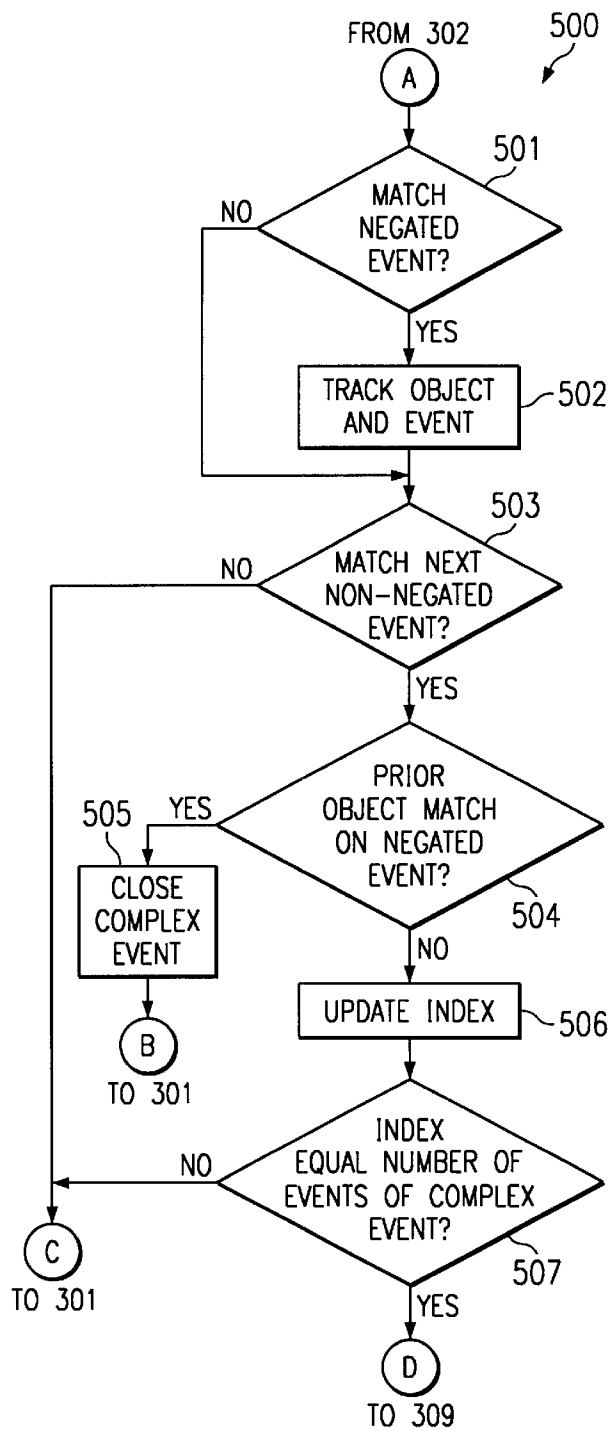 FROM 302
500
A
501
MATCH
NEGATED
EVENT?
NO
YES
TRACK OBJECT
AND EVENT
502
503
MATCH NEXT
NON-NEGATED
EVENT?
NO
YES
PRIOR
OBJECT MATCH
ON NEGATED
EVENT?
YES
504
NO
505
CLOSE
COMPLEX
EVENT
B
TO 301
UPDATE INDEX
506
INDEX
EQUAL NUMBER OF
EVENTS OF COMPLEX
EVENT?
NO
507
YES
C
TO 301
D
TO 309